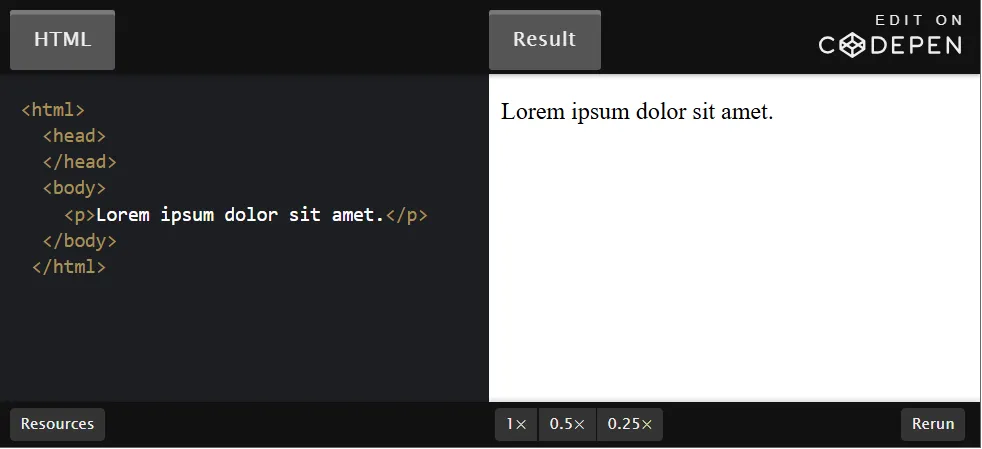 HTML
Result
EDIT ON
CODEPEN
<html>
<head>
</head>
<body>
<p>Lorem ipsum dolor sit amet.</p>
</body>
</html>
Lorem ipsum dolor sit amet.
Resources
1×
0.5×
0.25×
Rerun